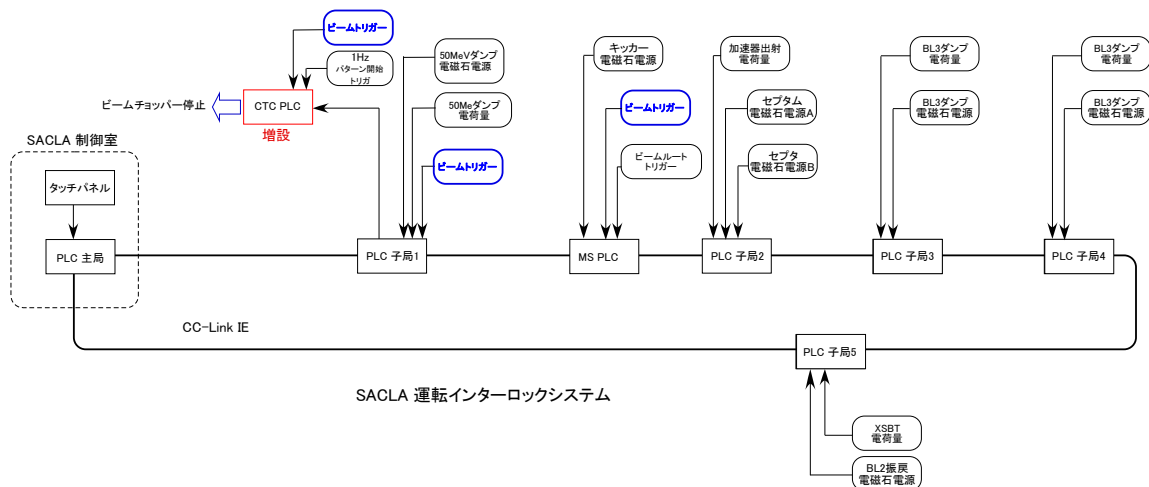 ビームトリガー
1Hz
パターン開始
トリガ
50MeVダンプ
電磁石電源
キッカー
電磁石電源
加速器出射
電荷量
BL3ダンプ
電荷量
BL3ダンプ
電荷量
ビームチョッパー停止
CTC PLC
増設
50Meダンプ
電荷量
ビームトリガー
セプタム
電磁石電源A
BL3ダンプ
電磁石電源
BL3ダンプ
電磁石電源
SACLA 制御室
ビームトリガー
ビームルート
トリガー
セプタ
電磁石電源B
タッチパネル
PLC 主局
PLC 子局1
MS PLC
PLC 子局2
PLC 子局3
PLC 子局4
CC-Link IE
PLC 子局5
SACLA 運転インターロックシステム
XSBT
電荷量
BL2振戻
電磁石電源